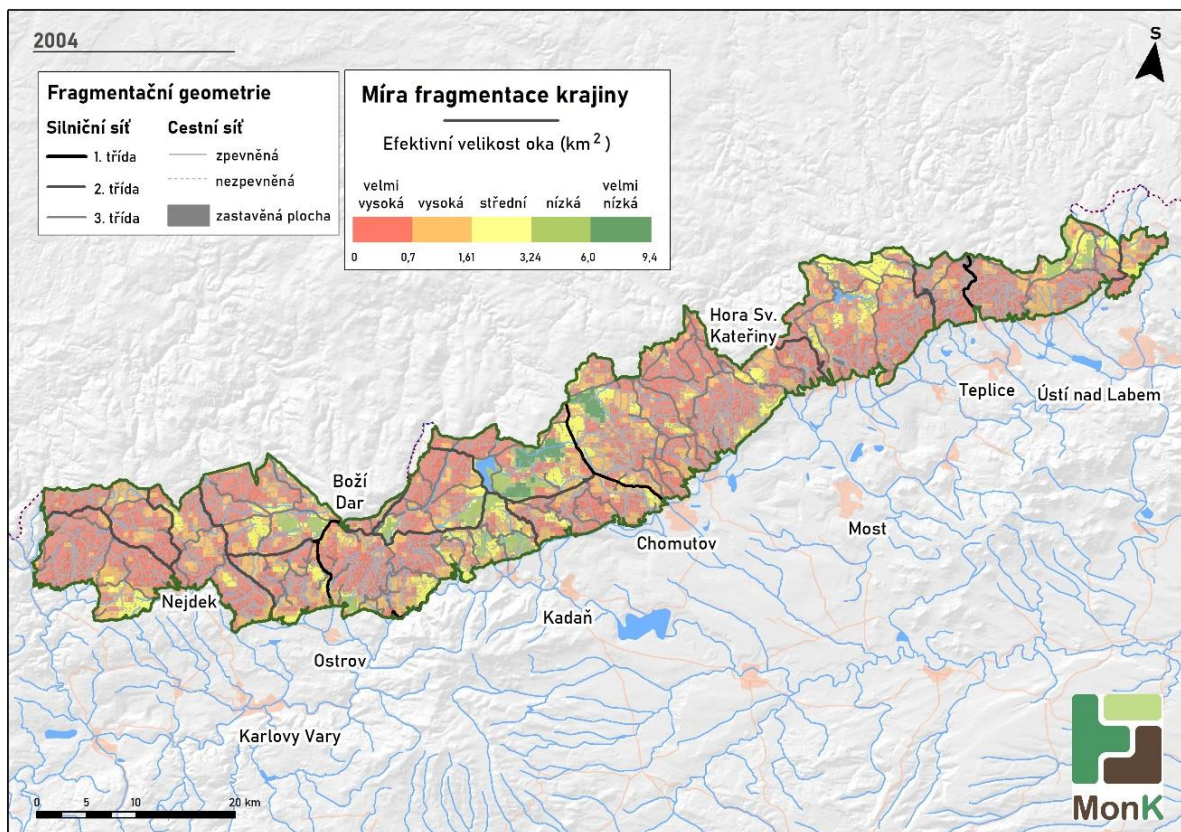 2004
S
Fragmentační geometrie
Silniční síť
Cestní síť
1. třída
zpevněná
2. třída
nezpevněná
3. třída
zastavěná plocha
Míra fragmentace krajiny
Efektivní velikost oka (km²)
velmi vysoká
vysoká
střední
nízká
velmi nízká
0 0,7 1,61 3,24 6,0 9,4
Hora Sv.
Kateřiny
Teplice
Ústí nad Labem
Boží
Dar
Most
Chomutov
Nejdek
Kadaň
Ostrov
Karlovy Vary
0 5 10 20 km
MonK